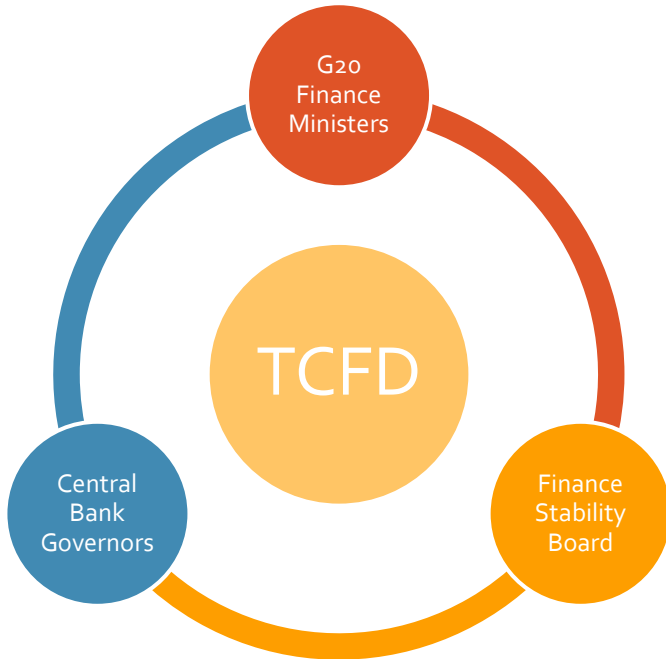 G20
Finance
Ministers
TCFD
Central
Bank
Governors
Finance
Stability
Board